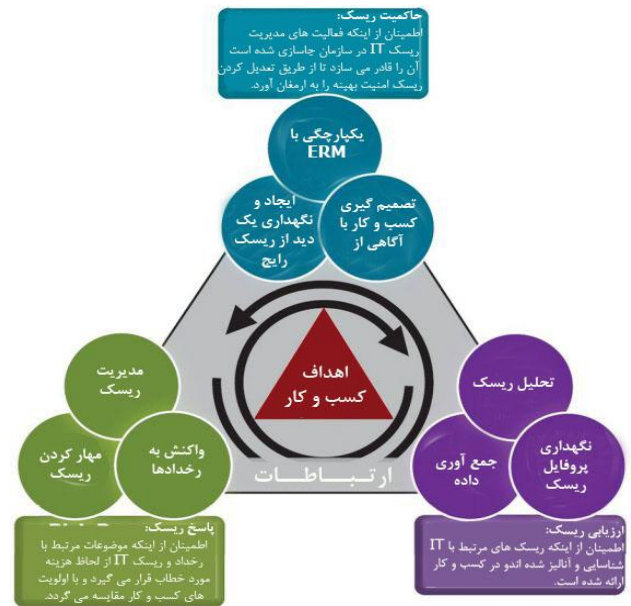 حاکمیت ریسک:
اطمینان از اینکه فعالیت های مدیریت
ریسک IT در سازمان جاسازی شده است
آن را قادر می سازد تا از طریق تعدیل کردن
ریسک امنیت بهینه را به ارمغان آورد.
یکپارچگی با
ERM
ایجاد و
نگهداری یک
دید از ریسک
رایج
تصمیم گیری
کسب و کار با
آگاهی از
اهداف
کسب و کار
ارتباطات
مدیریت
ریسک
مهار کردن
ریسک
واکنش به
رخدادها
تحلیل ریسک
جمع آوری
داده
نگهداری
پروفایل
ریسک
پاسخ ریسک:
اطمینان از اینکه موضوعات مرتبط با
رخداد و ریسک IT از لحاظ هزینه
مورد خطاب قرار می گیرد و با اولویت
های کسب و کار مقایسه می گردد.
ارزیابی ریسک:
اطمینان از اینکه ریسک های مرتبط با IT
شناسایی و آنالیز شده اندو در کسب و کار
ارائه شده است.